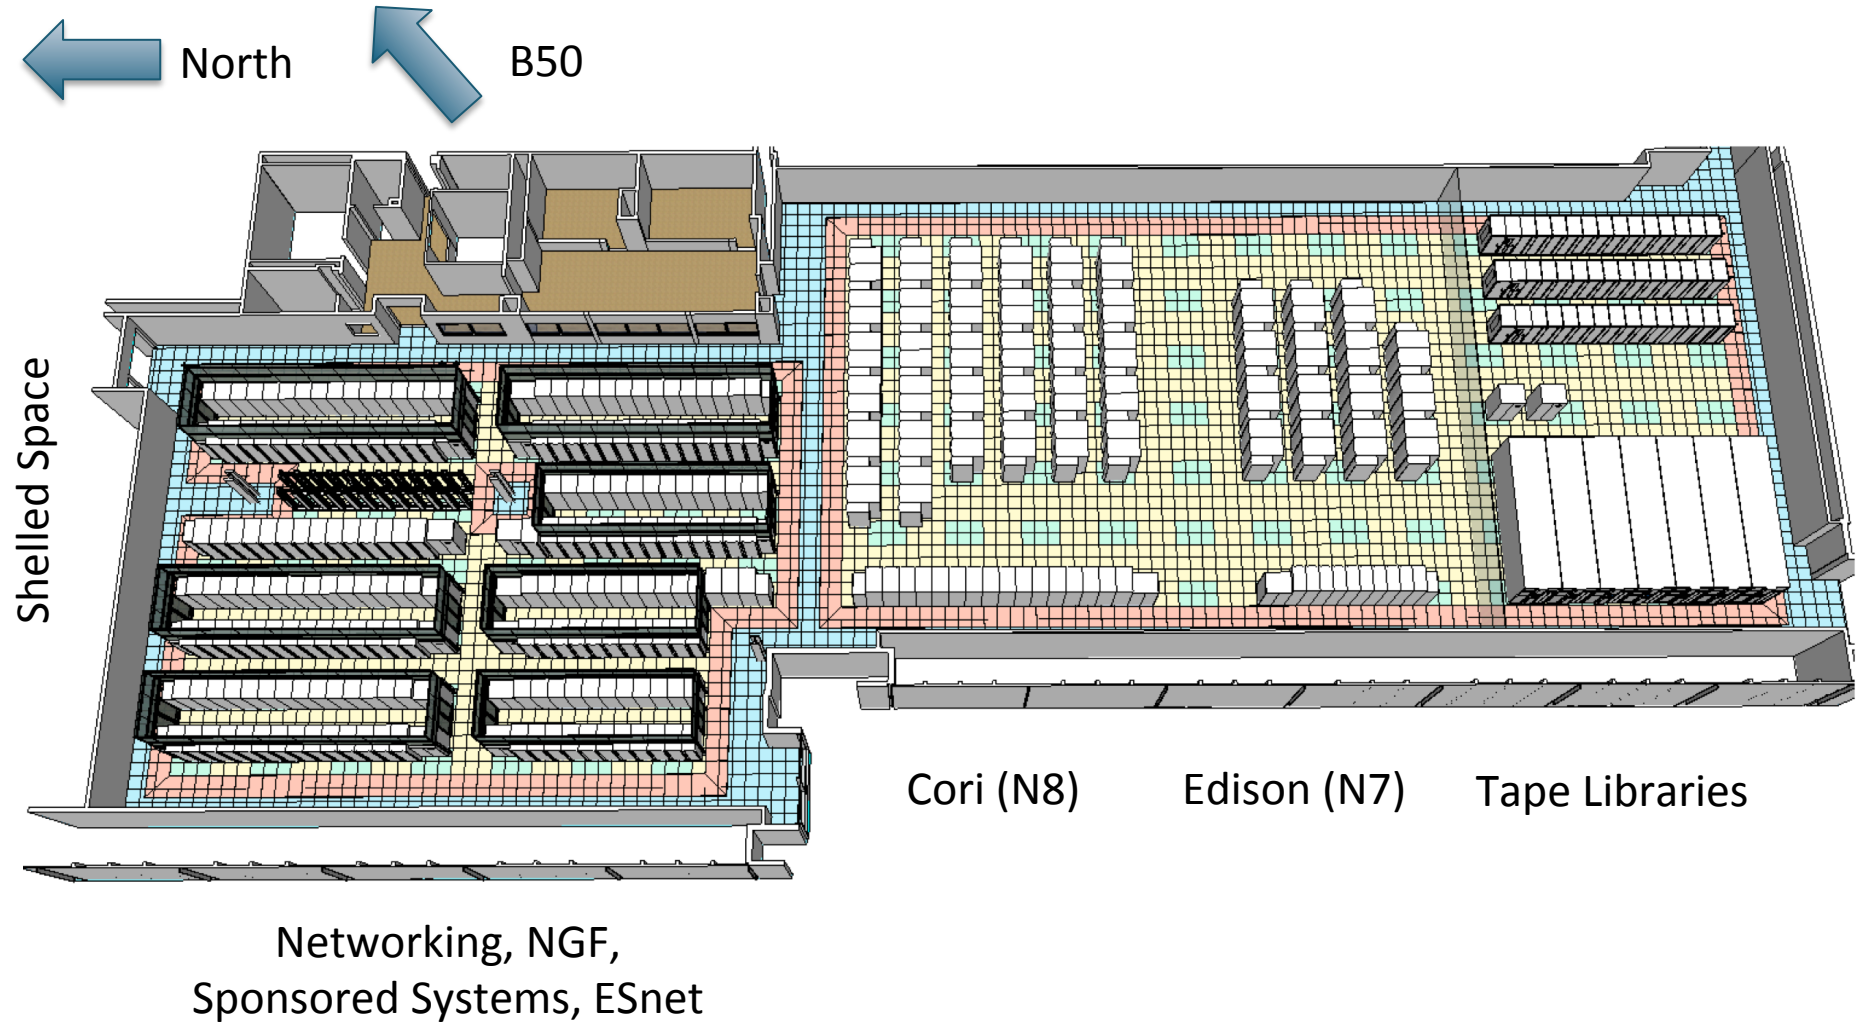 North
B50
Shelled Space
Cori (N8)
Edison (N7)
Tape Libraries
Networking, NGF,
Sponsored Systems, ESnet